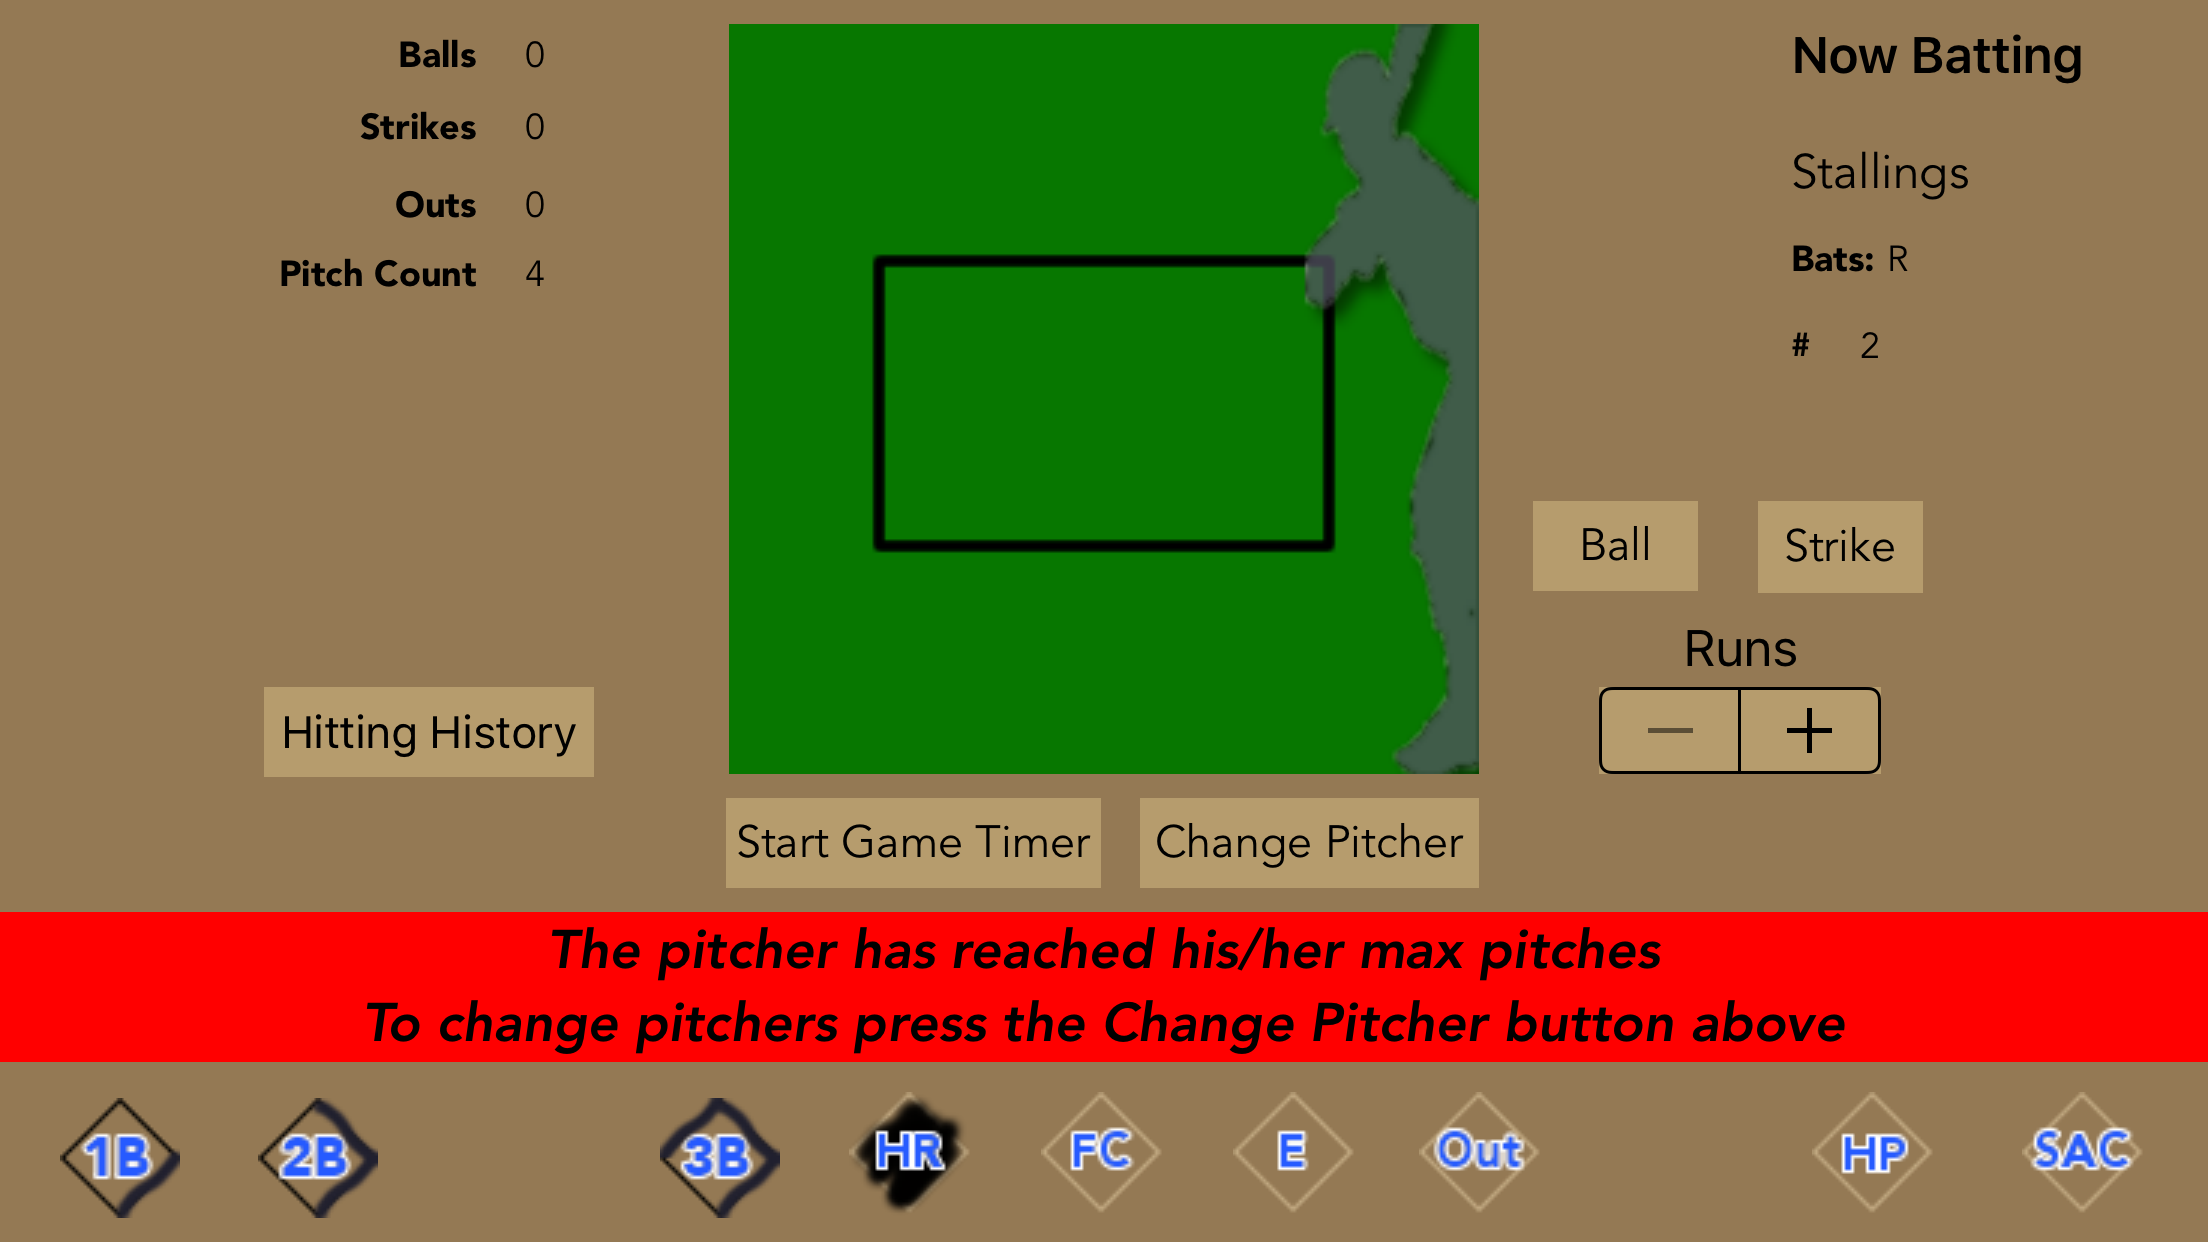 Balls 0
Strikes 0
Outs 0
Pitch Count 4
Now Batting
Stallings
Bats: R
# 2
Ball
Strike
Runs
− +
Hitting History
Start Game Timer
Change Pitcher
The pitcher has reached his/her max pitches
To change pitchers press the Change Pitcher button above
1B 2B 3B HR FC E Out HP SAC